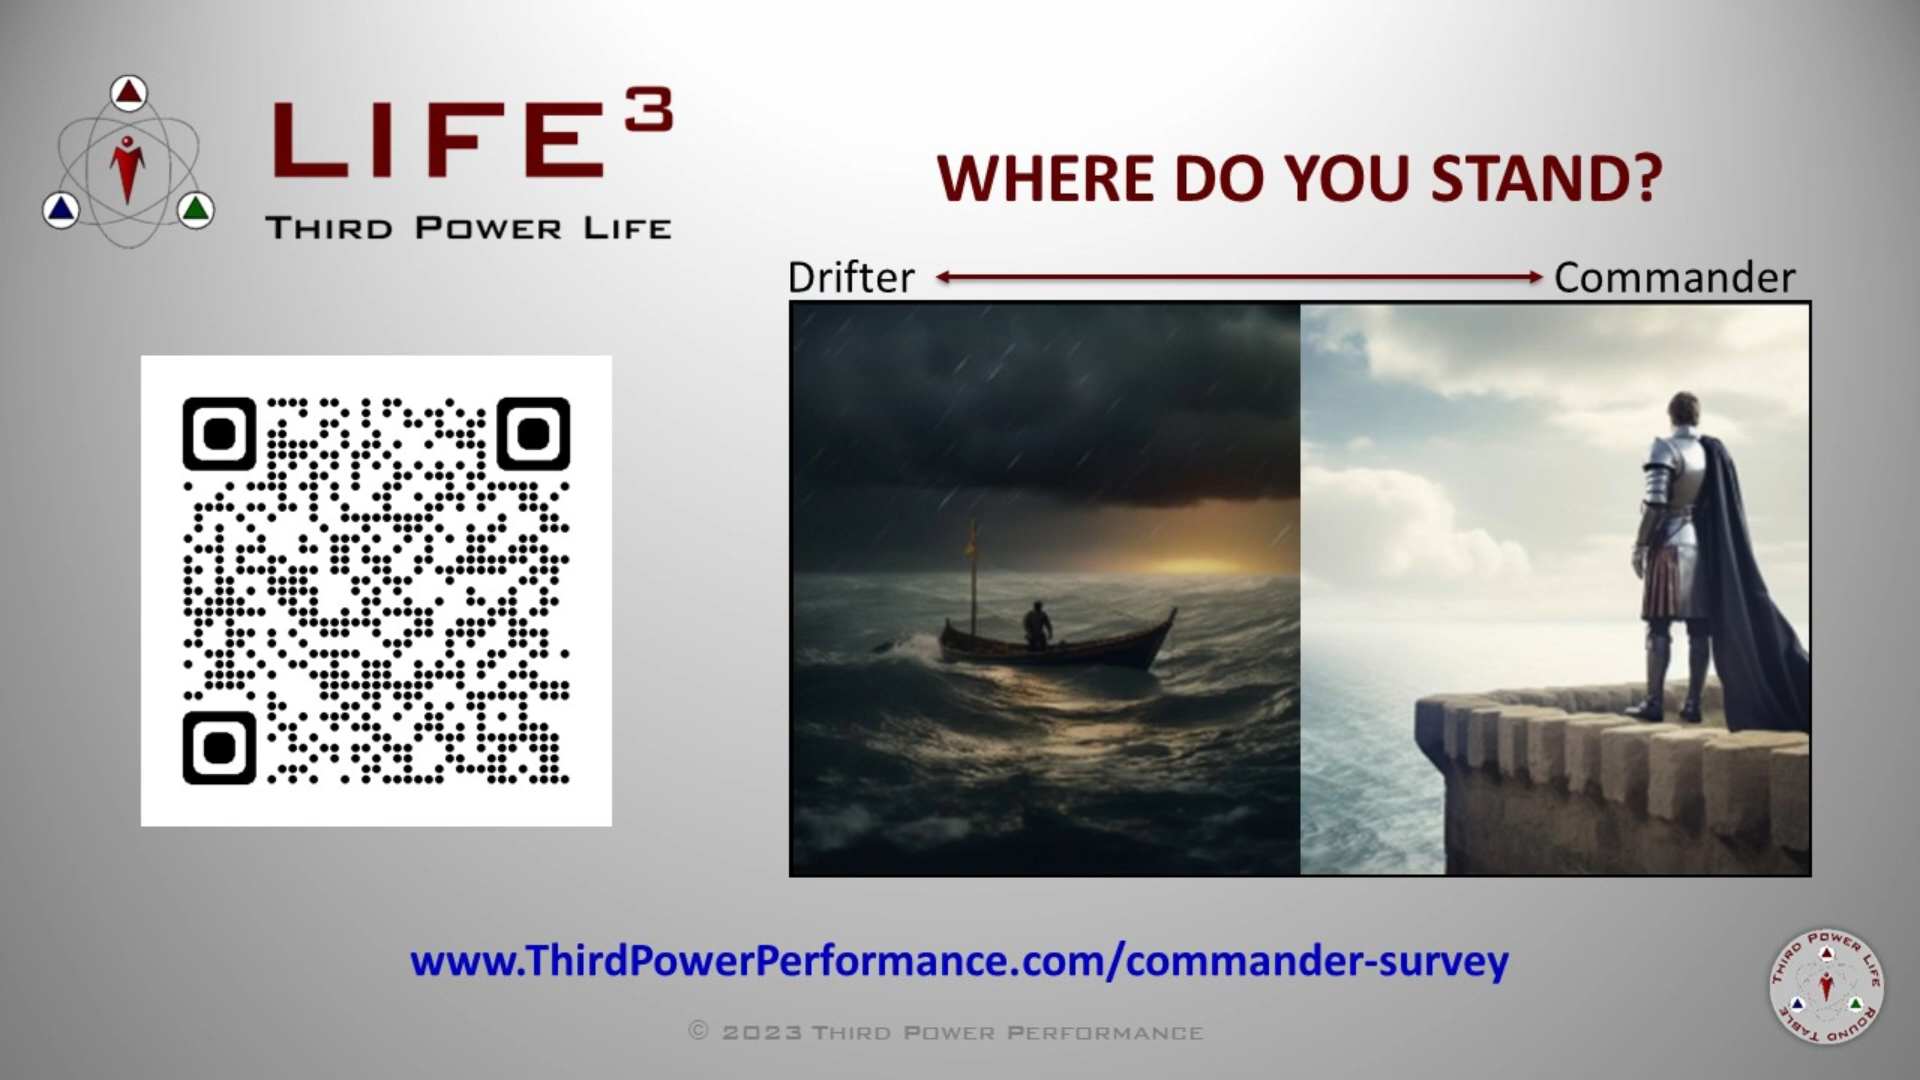 LIFE³
THIRD POWER LIFE
WHERE DO YOU STAND?
Drifter
Commander
www.ThirdPowerPerformance.com/commander-survey
© 2023 THIRD POWER PERFORMANCE
THIRD POWER LIFE
ROUND TABLE